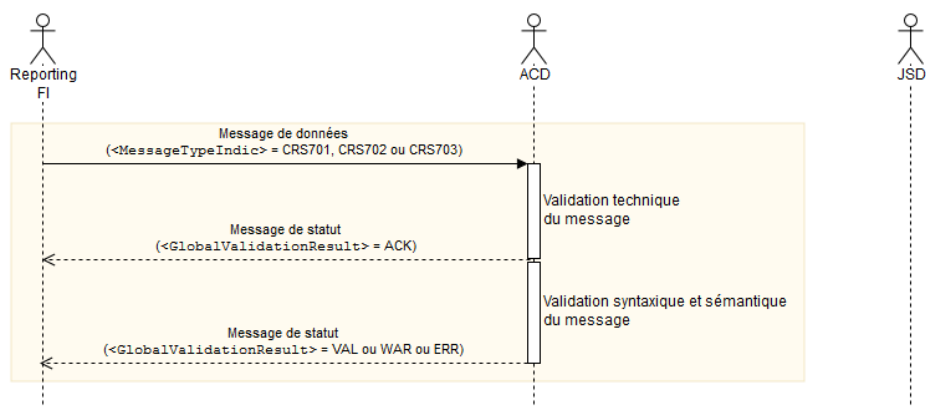 Reporting
FI
ACD
JSD
Message de données
(<MessageTypeIndic> = CRS701, CRS702 ou CRS703)
Validation technique
du message
Message de statut
(<GlobalValidationResult> = ACK)
Validation syntaxique et sémantique
du message
Message de statut
(<GlobalValidationResult> = VAL ou WAR ou ERR)